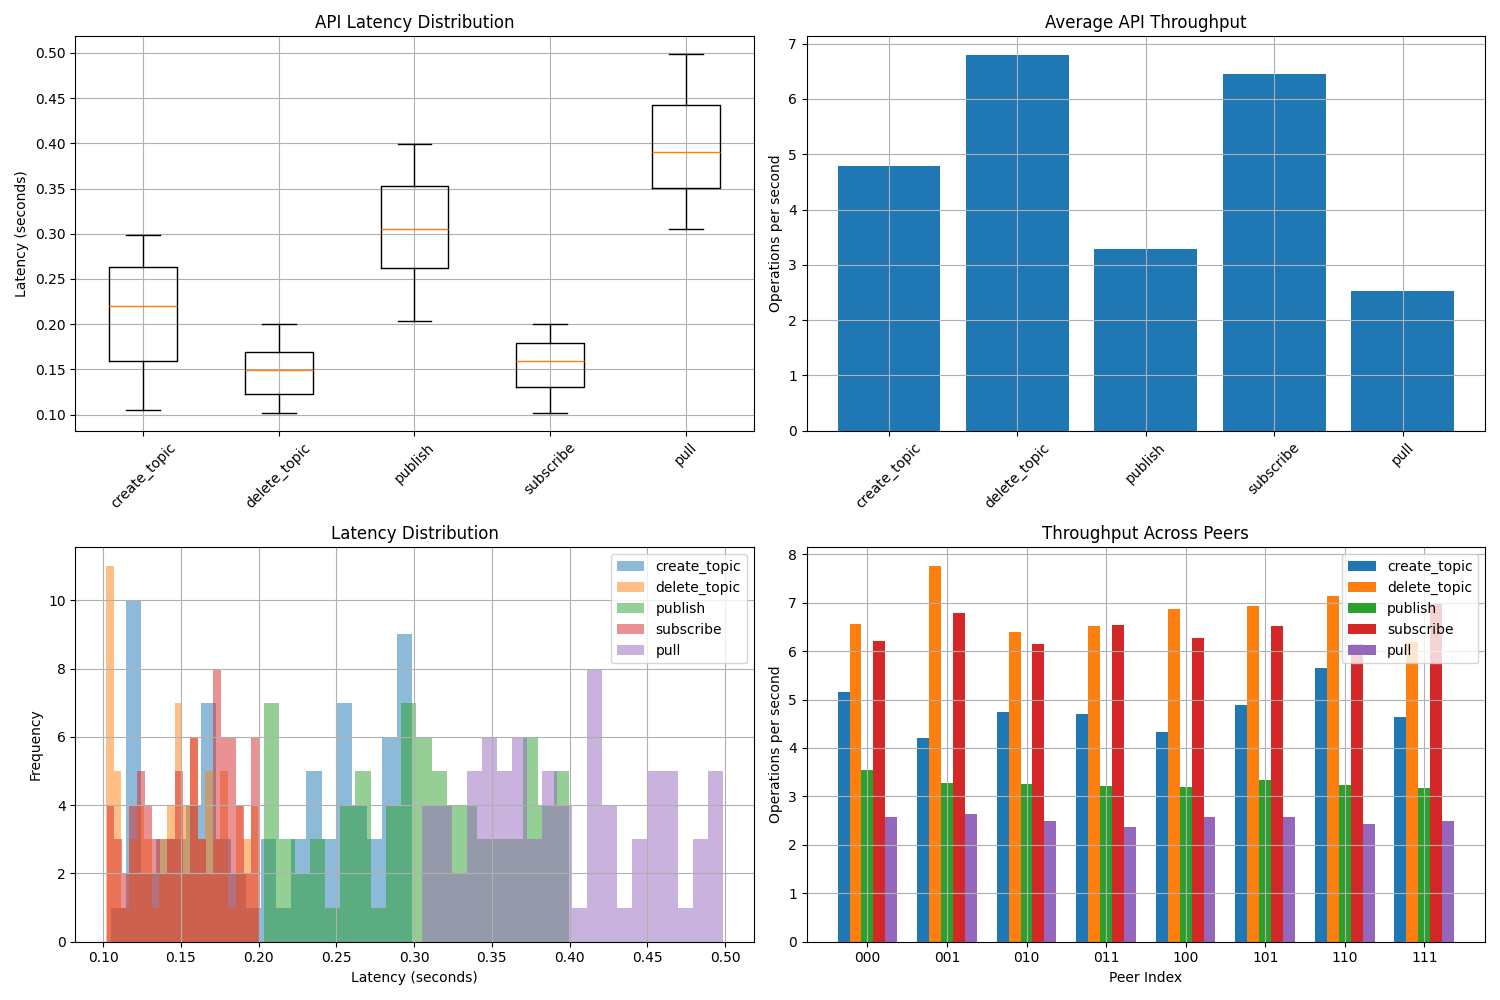 API Latency Distribution
Latency (seconds)
0.50
0.45
0.40
0.35
0.30
0.25
0.20
0.15
0.10
create_topic
delete_topic
publish
subscribe
pull
Average API Throughput
Operations per second
7
6
5
4
3
2
1
0
create_topic
delete_topic
publish
subscribe
pull
Latency Distribution
Frequency
10
8
6
4
2
0
0.10
0.15
0.20
0.25
0.30
0.35
0.40
0.45
0.50
Latency (seconds)
create_topic
delete_topic
publish
subscribe
pull
Throughput Across Peers
Operations per second
8
7
6
5
4
3
2
1
0
000
001
010
011
100
101
110
111
Peer Index
create_topic
delete_topic
publish
subscribe
pull